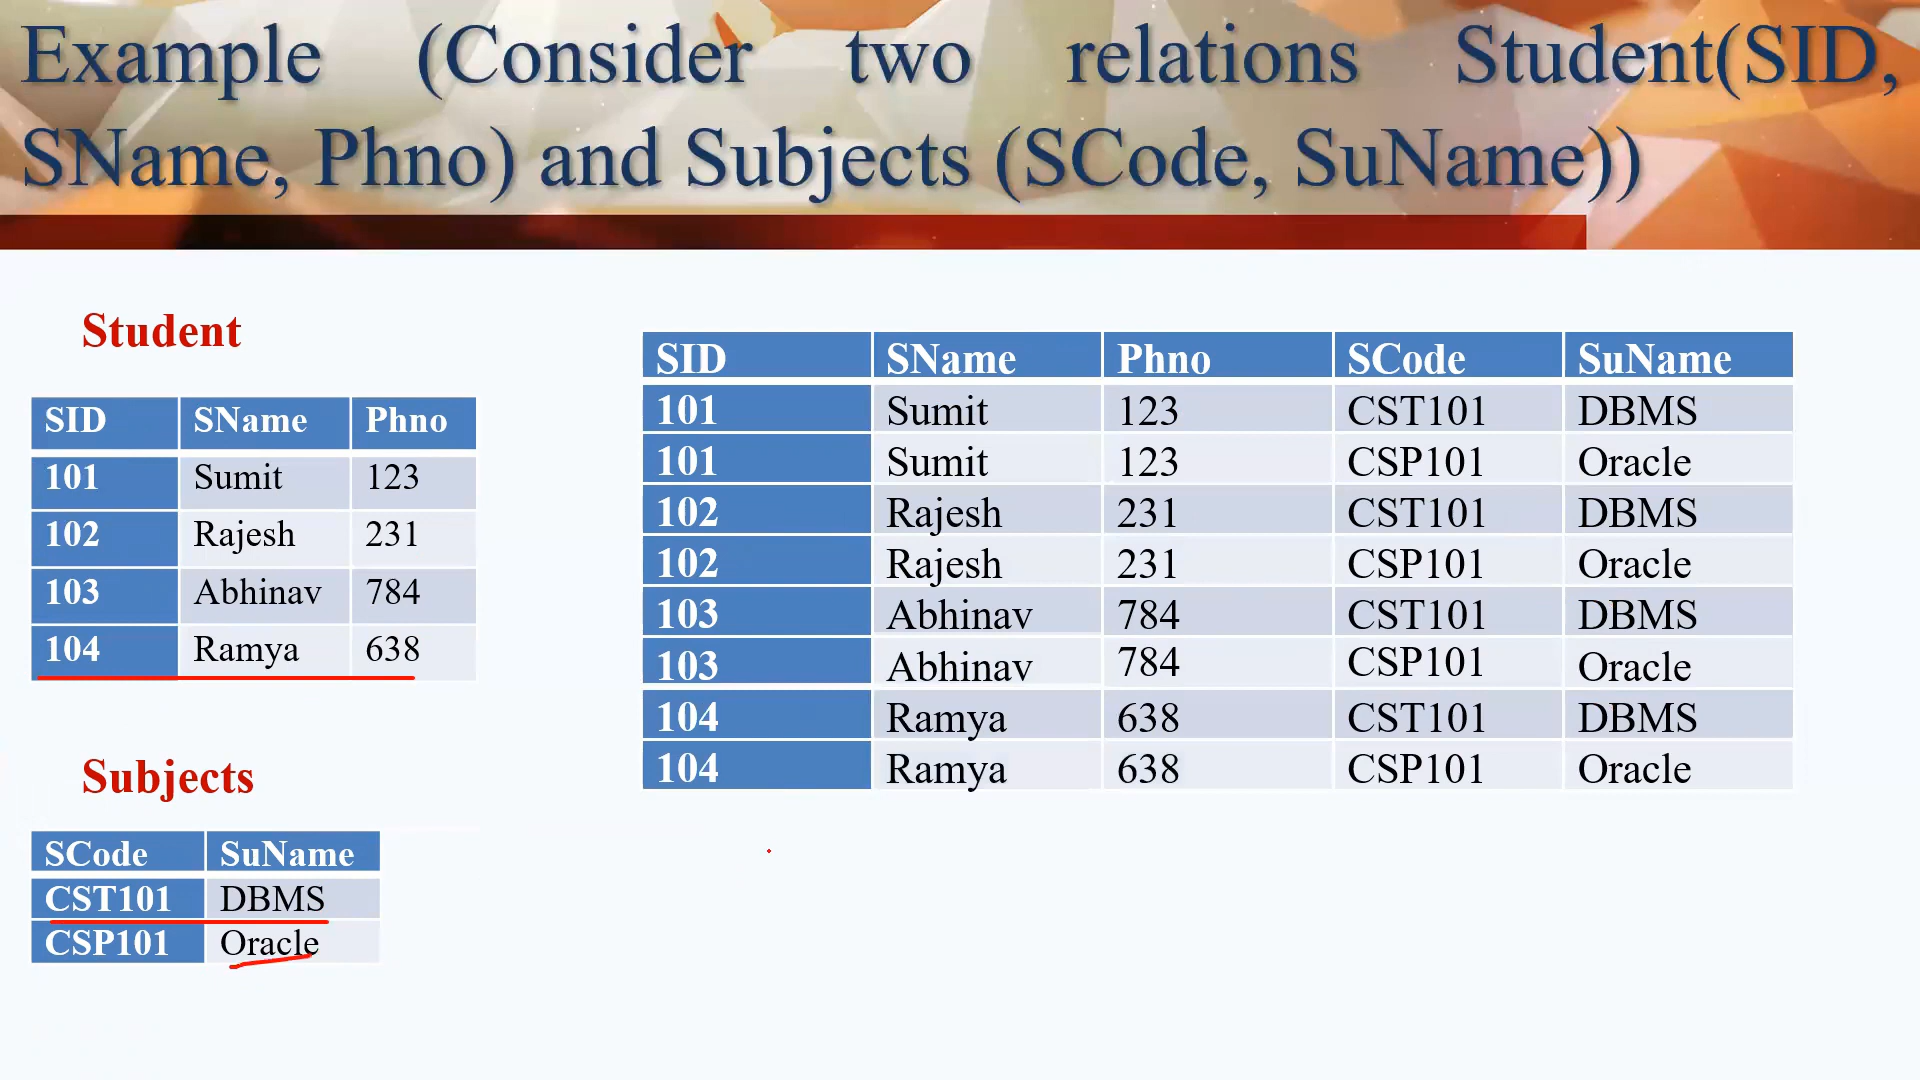 Example (Consider two relations Student(SID,
SName, Phno) and Subjects (SCode, SuName))
Student
SID SName Phno
101 Sumit 123
102 Rajesh 231
103 Abhinav 784
104 Ramya 638
Subjects
SCode SuName
CST101 DBMS
CSP101 Oracle
SID SName Phno SCode SuName
101 Sumit 123 CST101 DBMS
101 Sumit 123 CSP101 Oracle
102 Rajesh 231 CST101 DBMS
102 Rajesh 231 CSP101 Oracle
103 Abhinav 784 CST101 DBMS
103 Abhinav 784 CSP101 Oracle
104 Ramya 638 CST101 DBMS
104 Ramya 638 CSP101 Oracle